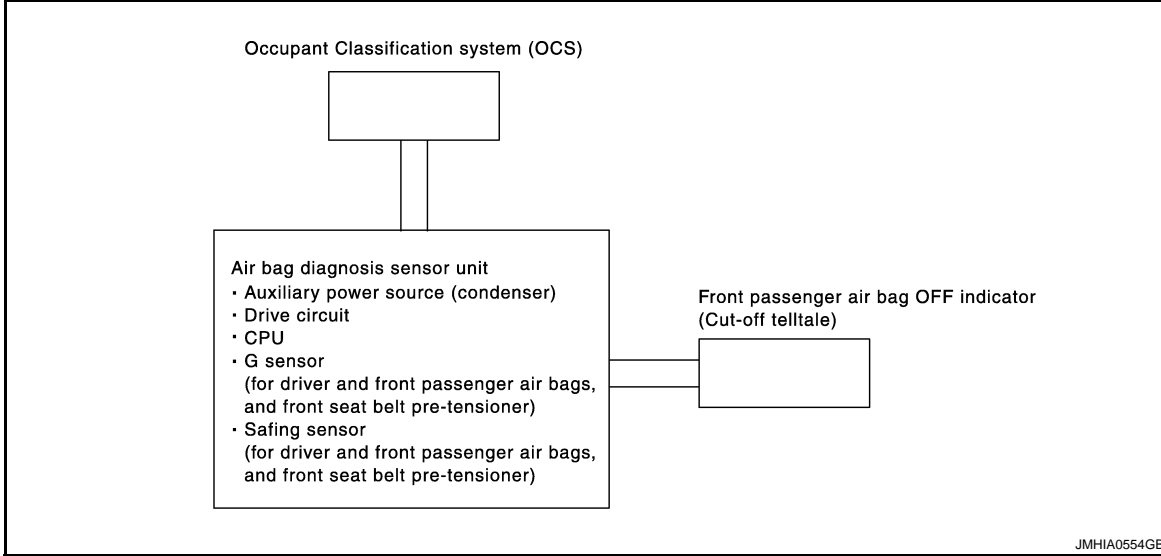 Occupant Classification system (OCS)
Air bag diagnosis sensor unit
· Auxiliary power source (condenser)
· Drive circuit
· CPU
· G sensor
(for driver and front passenger air bags,
and front seat belt pre-tensioner)
· Safing sensor
(for driver and front passenger air bags,
and front seat belt pre-tensioner)
Front passenger air bag OFF indicator
(Cut-off telltale)
JMHIA0554GB